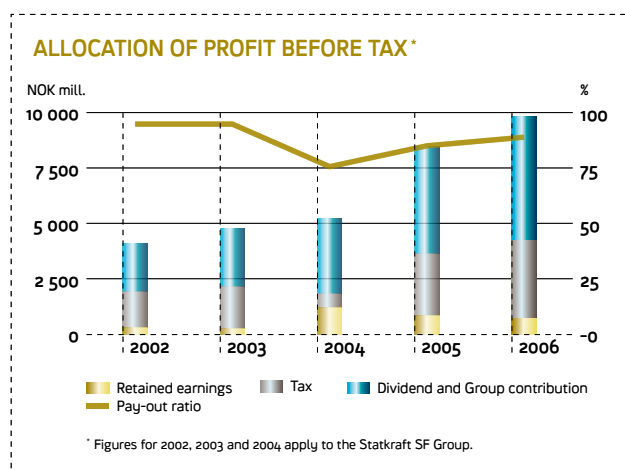 ALLOCATION OF PROFIT BEFORE TAX *
NOK mill. %
10 000 100
7 500 75
5 000 50
2 500 25
0 -0
2002 2003 2004 2005 2006
Retained earnings Tax Dividend and Group contribution
Pay-out ratio
* Figures for 2002, 2003 and 2004 apply to the Statkraft SF Group.